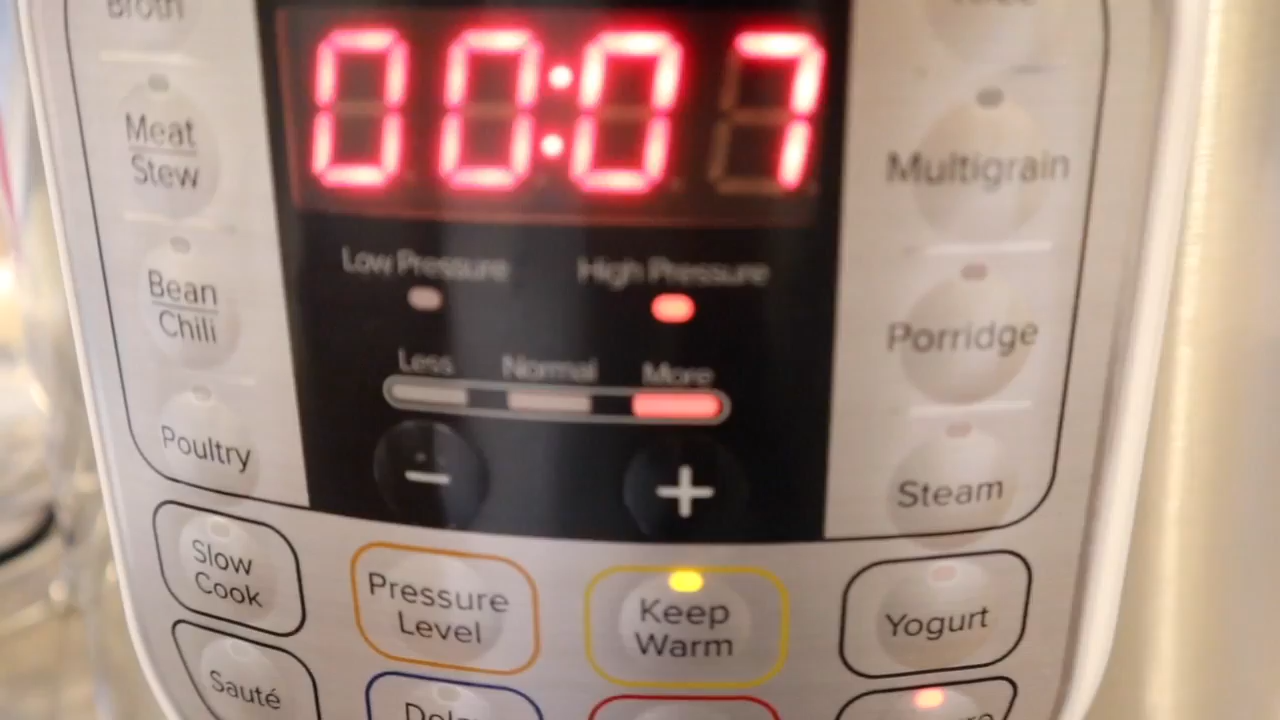 Broth
00:07
Meat
Stew
Multigrain
Low Pressure
High Pressure
Bean
Chili
Porridge
Less
Normal
More
Poultry
−
+
Steam
Slow
Cook
Pressure
Level
Keep
Warm
Yogurt
Sauté